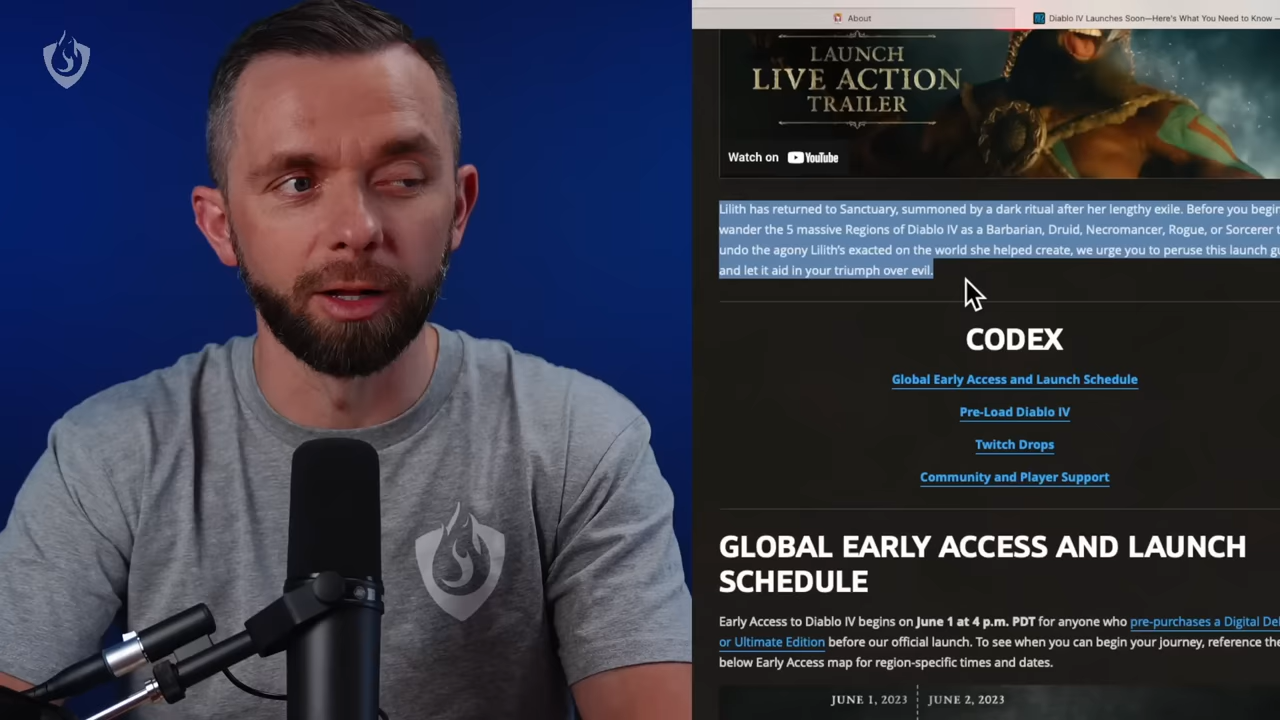 About
Diablo IV Launches Soon—Here's What You Need to Know —
LAUNCH
LIVE ACTION
TRAILER
Watch on YouTube
Lilith has returned to Sanctuary, summoned by a dark ritual after her lengthy exile. Before you begin
wander the 5 massive Regions of Diablo IV as a Barbarian, Druid, Necromancer, Rogue, or Sorcerer
undo the agony Lilith's exacted on the world she helped create, we urge you to peruse this launch
and let it aid in your triumph over evil.
CODEX
Global Early Access and Launch Schedule
Pre-Load Diablo IV
Twitch Drops
Community and Player Support
GLOBAL EARLY ACCESS AND LAUNCH
SCHEDULE
Early Access to Diablo IV begins on June 1 at 4 p.m. PDT for anyone who pre-purchases a Digital
or Ultimate Edition before our official launch. To see when you can begin your journey, reference the
below Early Access map for region-specific times and dates.
JUNE 1, 2023 JUNE 2, 2023